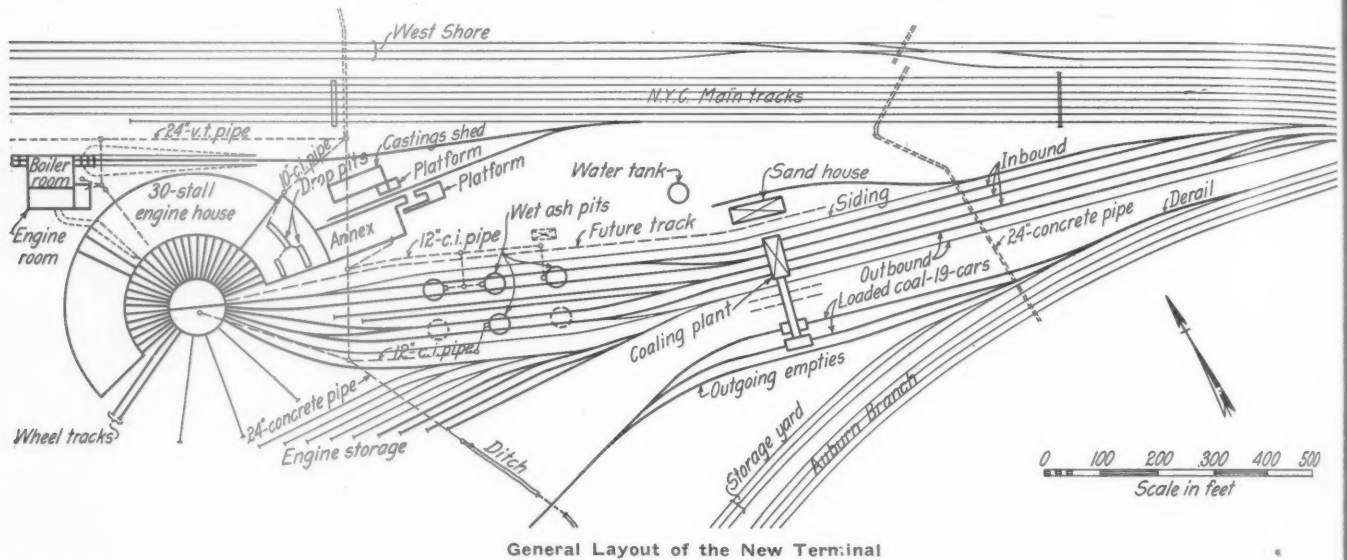 West Shore
N.Y.C. Main tracks
24" v.t. pipe
10" c.i. pipe
Drop pits
Castings shed
Platform
Platform
Boiler room
Engine room
30-stall engine house
Annex
Water tank
Sand house
Inbound
Siding
Derail
Wet ash pits
12" c.i. pipe
Future track
24" concrete pipe
Outbound
Loaded coal-19-cars
Coaling plant
12" c.i. pipes
Outgoing empties
Wheel tracks
24" concrete pipe
Engine storage
Ditch
Storage yard
Auburn Branch
0 100 200 300 400 500
Scale in feet
General Layout of the New Terminal